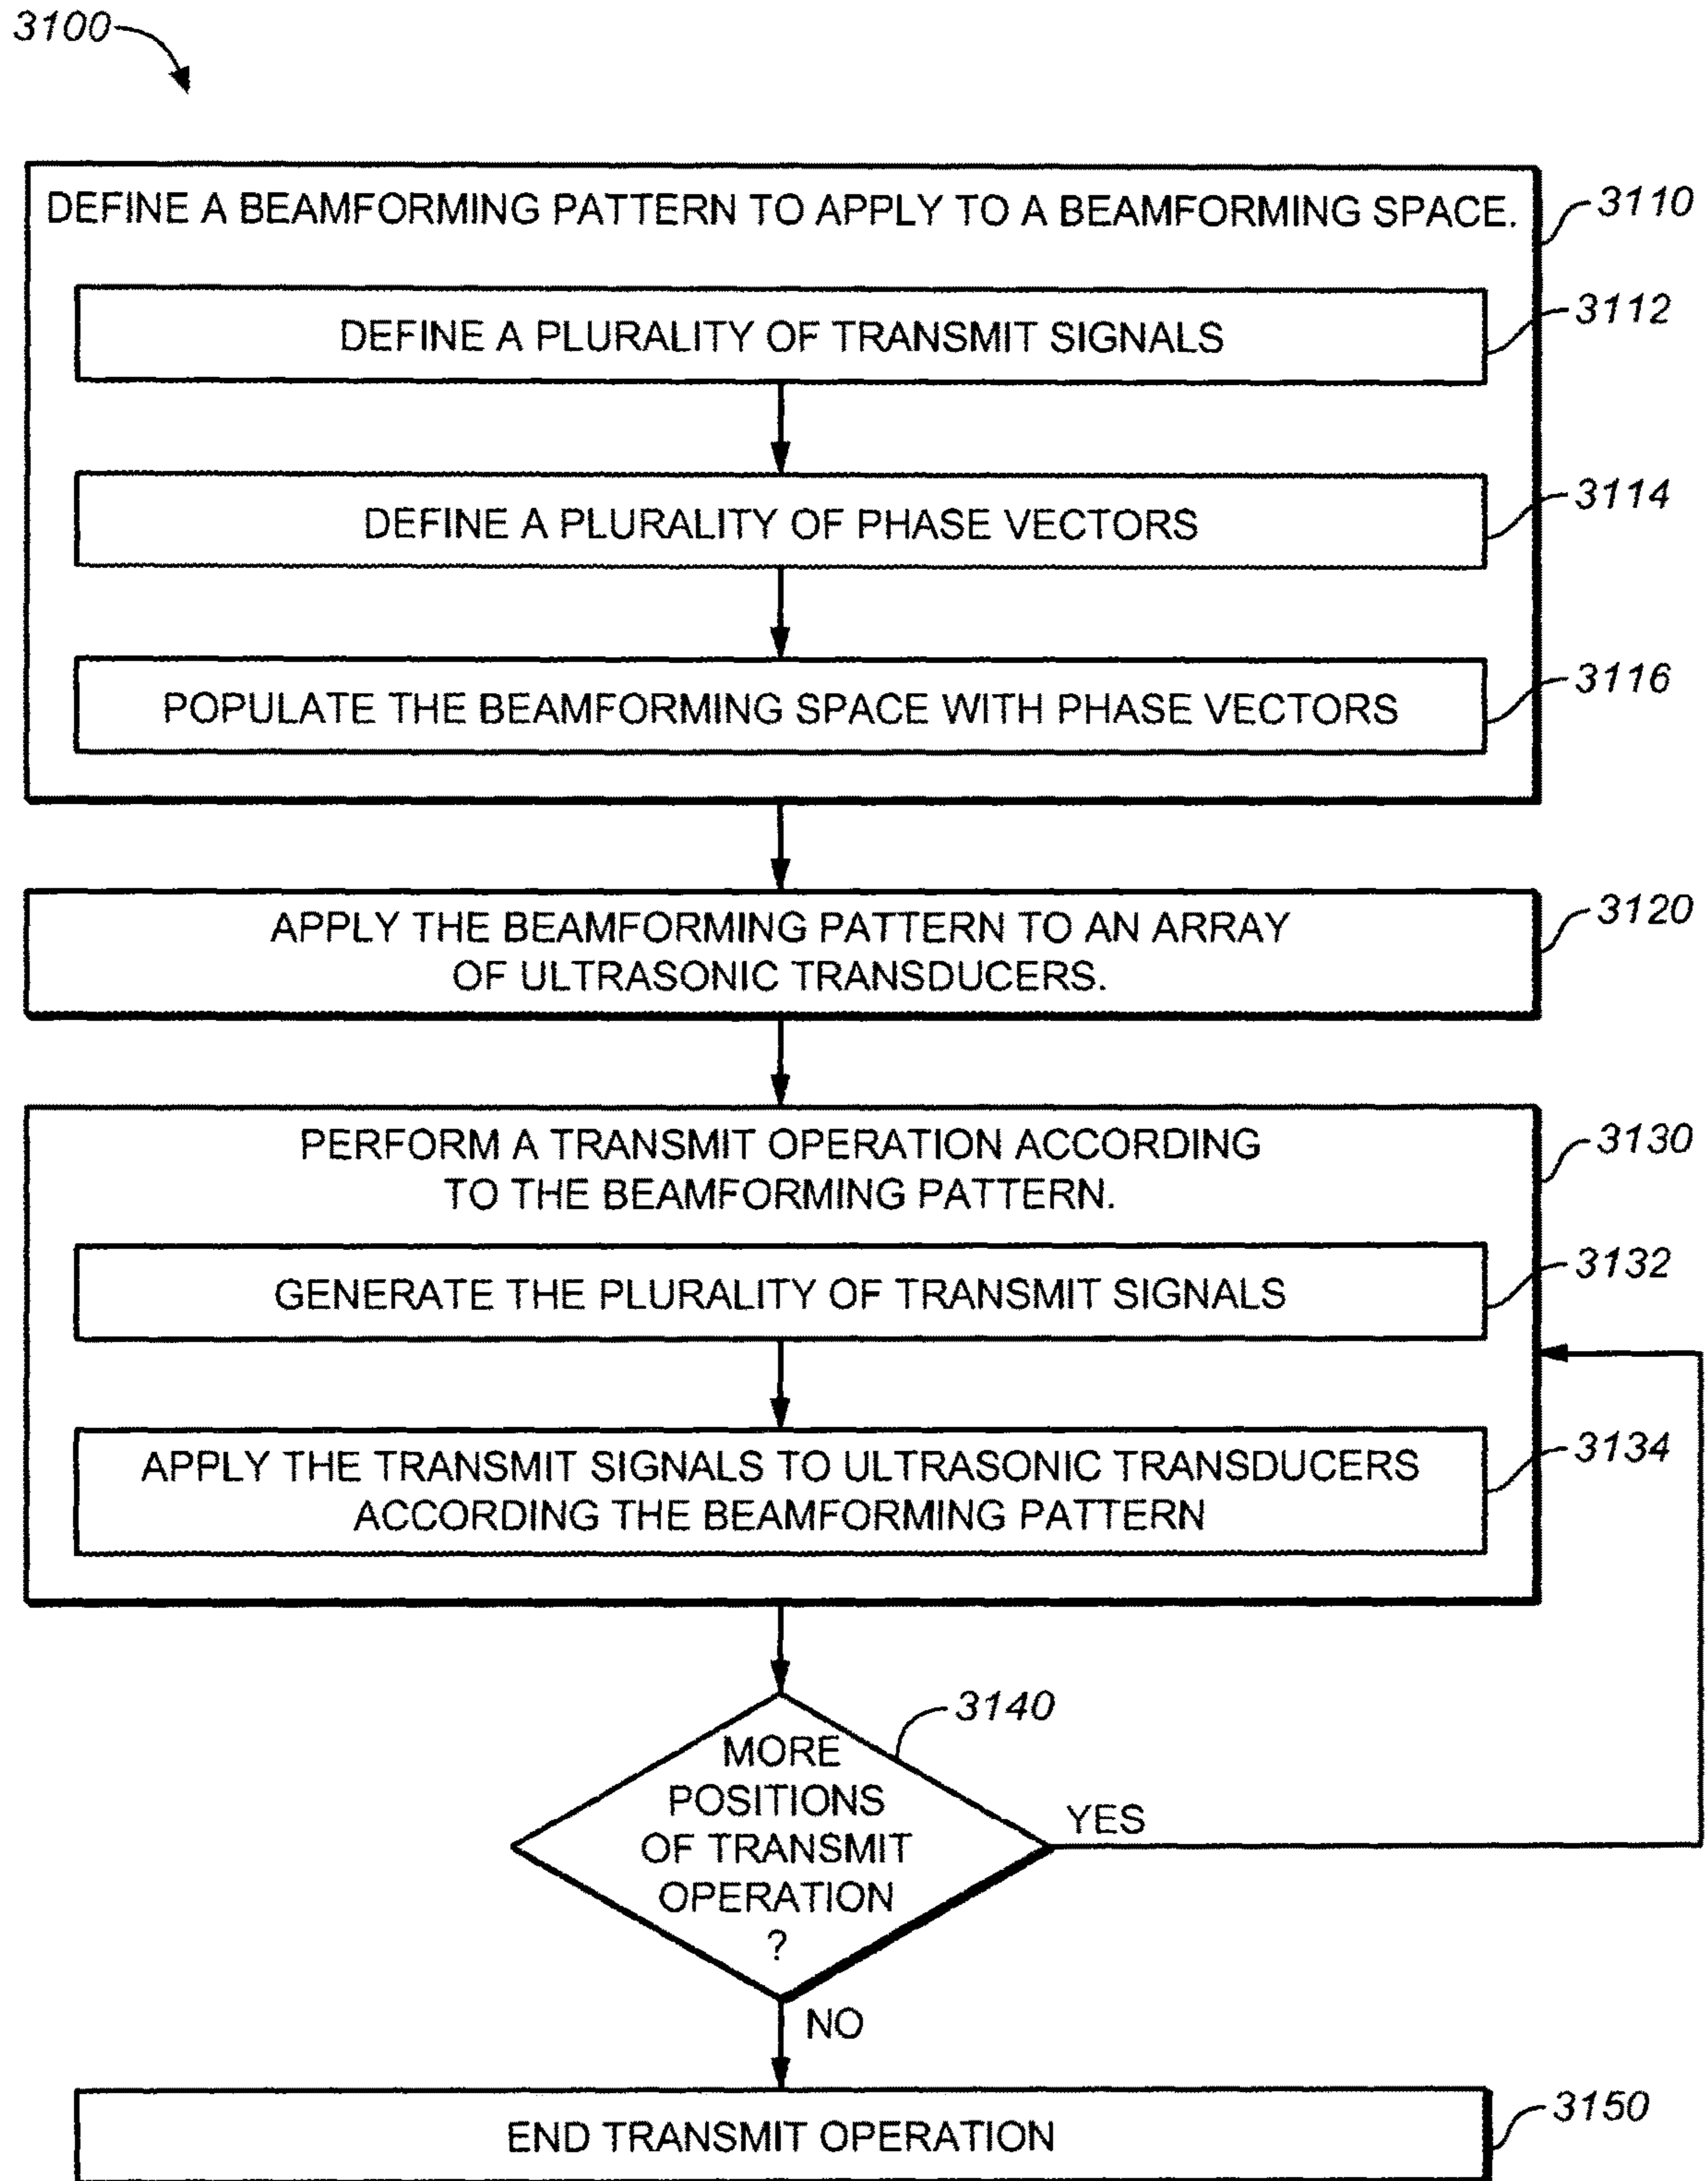 3100
DEFINE A BEAMFORMING PATTERN TO APPLY TO A BEAMFORMING SPACE.
3110
DEFINE A PLURALITY OF TRANSMIT SIGNALS
3112
DEFINE A PLURALITY OF PHASE VECTORS
3114
POPULATE THE BEAMFORMING SPACE WITH PHASE VECTORS
3116
APPLY THE BEAMFORMING PATTERN TO AN ARRAY
OF ULTRASONIC TRANSDUCERS.
3120
PERFORM A TRANSMIT OPERATION ACCORDING
TO THE BEAMFORMING PATTERN.
3130
GENERATE THE PLURALITY OF TRANSMIT SIGNALS
3132
APPLY THE TRANSMIT SIGNALS TO ULTRASONIC TRANSDUCERS
ACCORDING THE BEAMFORMING PATTERN
3134
3140
MORE
POSITIONS
OF TRANSMIT
OPERATION
?
YES
NO
END TRANSMIT OPERATION
3150